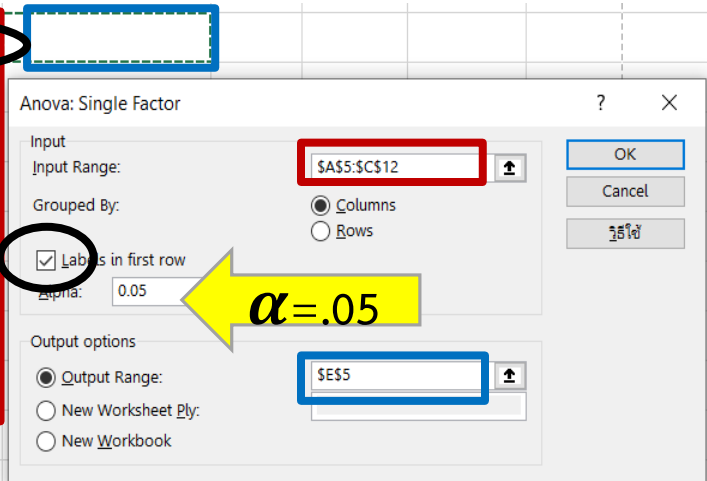 Anova: Single Factor
?
Input
Input Range:
$A$5:$C$12
OK
Cancel
วิธีใช้
Grouped By:
Columns
Rows
Labels in first row
Alpha:
0.05
α=.05
Output options
Output Range:
$E$5
New Worksheet Ply:
New Workbook